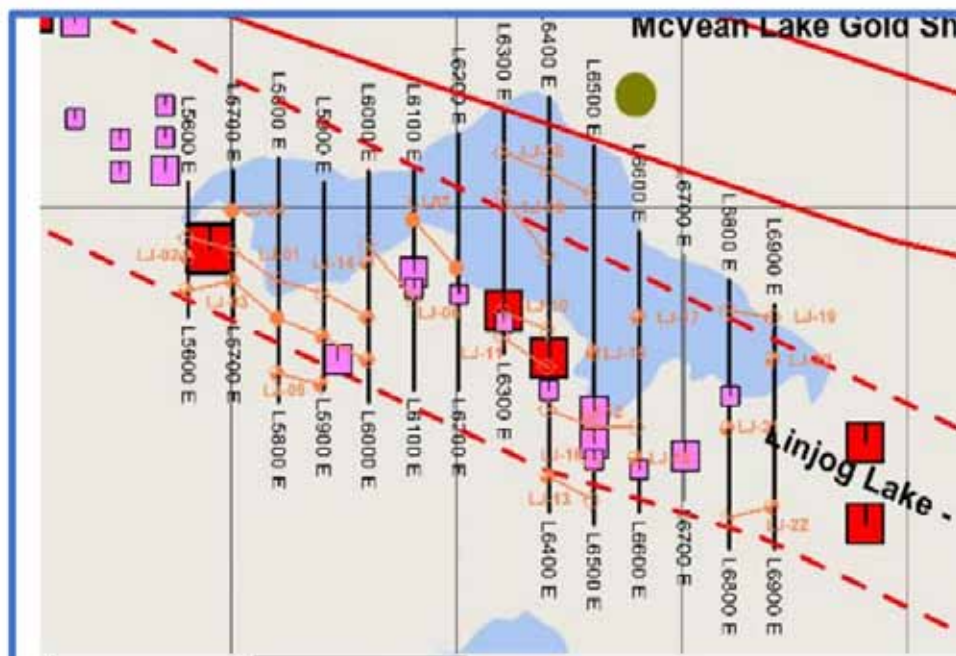 McVean Lake Gold Sh
L5600 E
L5700 E
L5800 E
L5900 E
L6000 E
L6100 E
L6200 E
L6300 E
L6400 E
L6500 E
L6600 E
L6700 E
L6800 E
L6900 E
LJ-02
LJ-01
LJ-03
LJ-14
LJ-10
LJ-11
LJ-17
LJ-19
LJ-13
LJ-22
L5600 E
L5700 E
L5800 E
L5900 E
L6000 E
L6100 E
L6300 E
L6400 E
L6500 E
L6600 E
L6700 E
L6800 E
L6900 E
Linjog Lake -